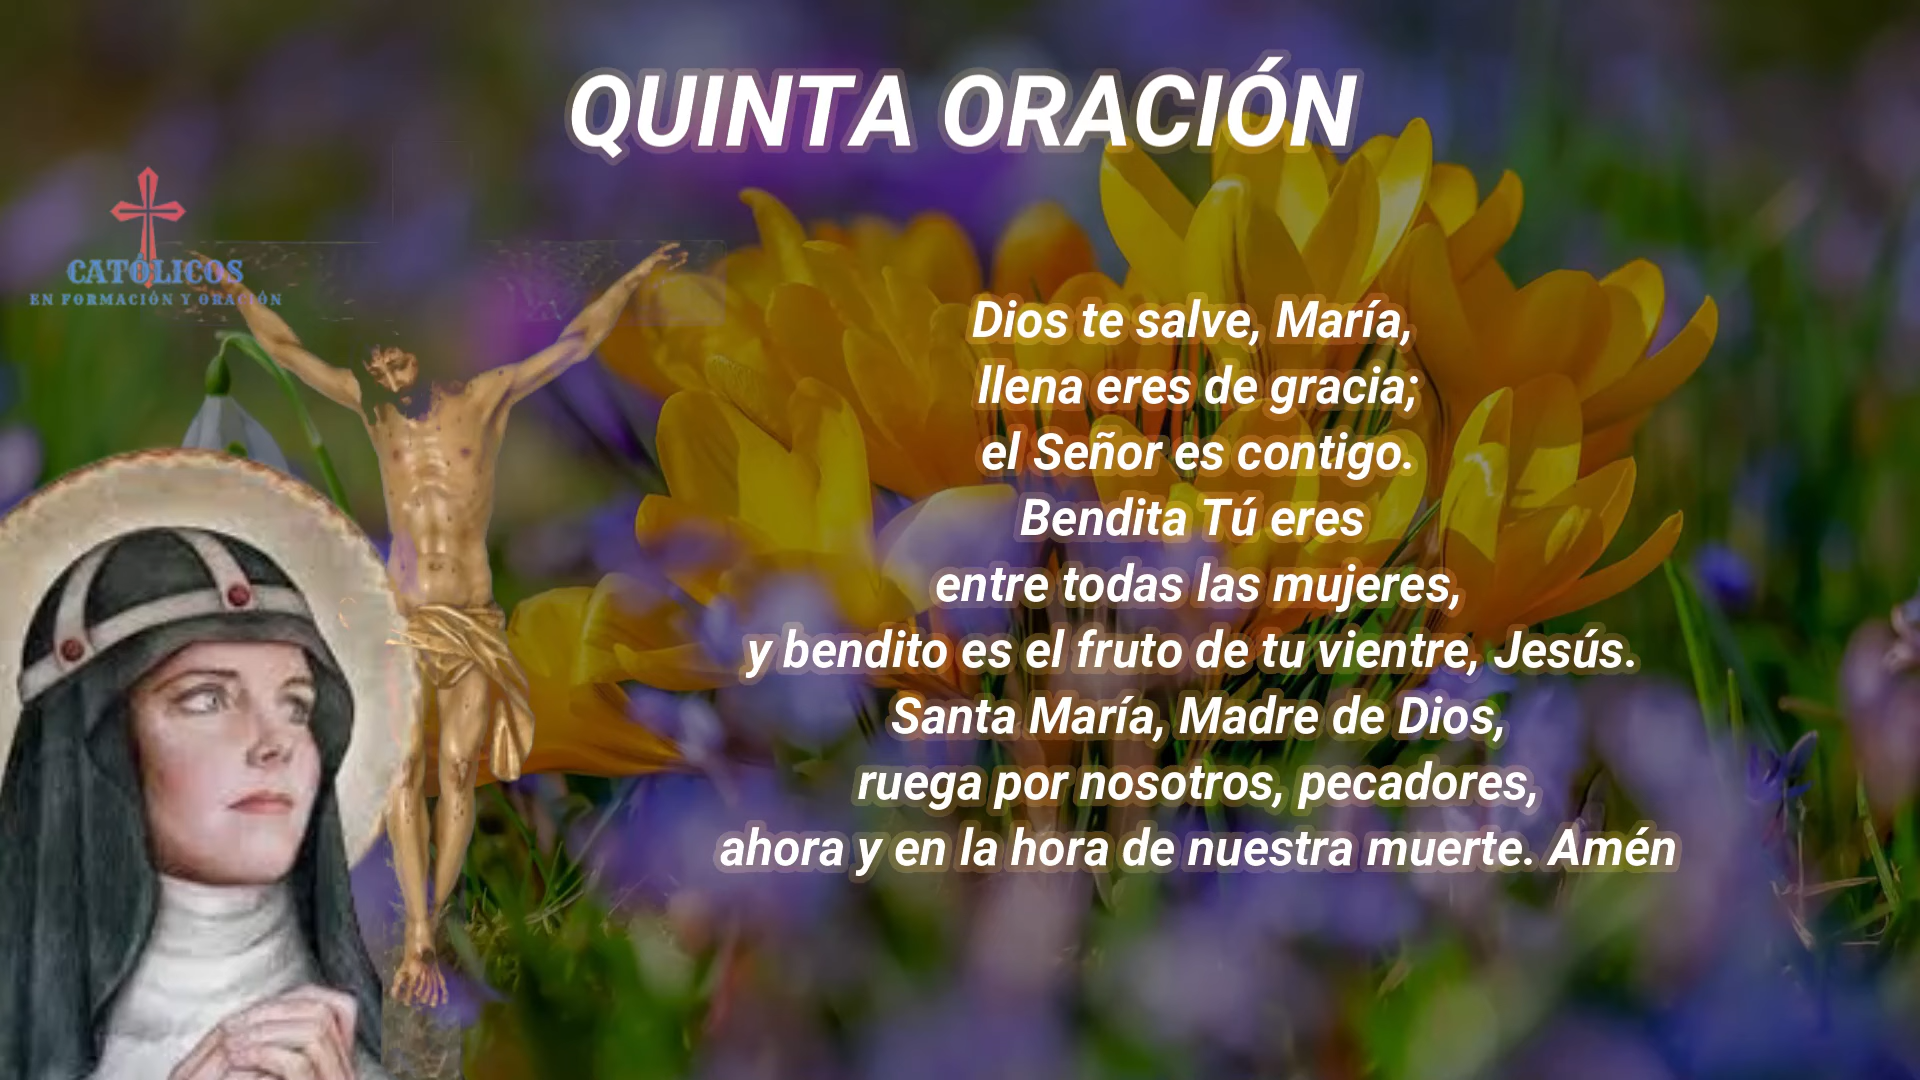 QUINTA ORACIÓN
CATÓLICOS
EN FORMACIÓN Y ORACIÓN
Dios te salve, María,
llena eres de gracia;
el Señor es contigo.
Bendita Tú eres
entre todas las mujeres,
y bendito es el fruto de tu vientre, Jesús.
Santa María, Madre de Dios,
ruega por nosotros, pecadores,
ahora y en la hora de nuestra muerte. Amén